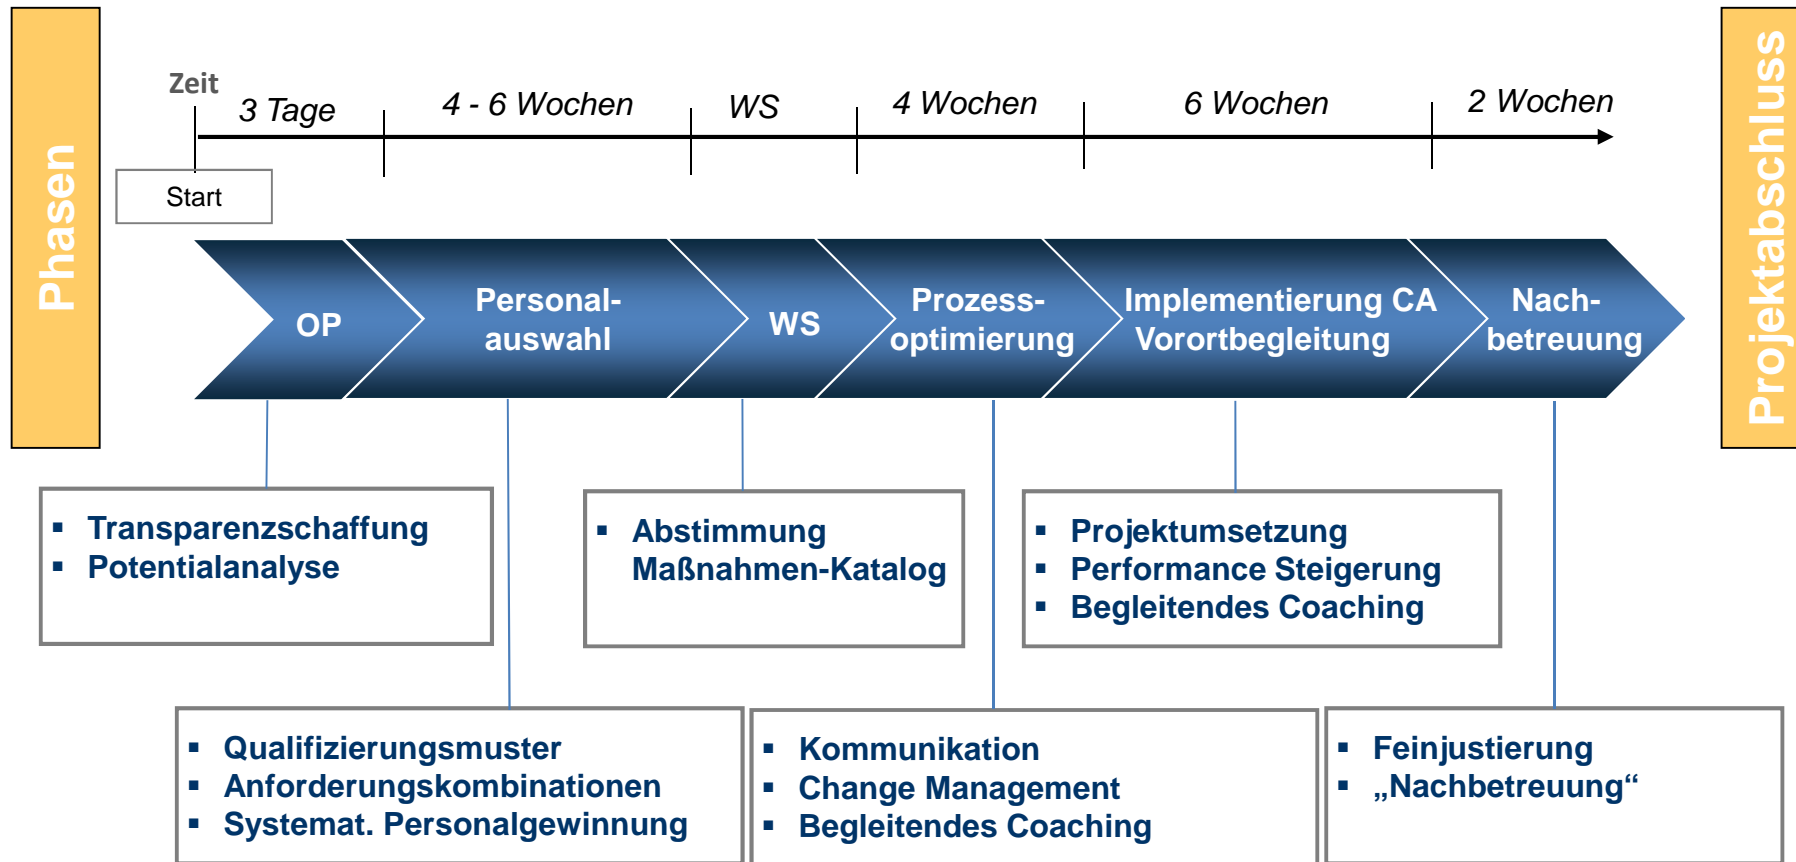 Phasen
Zeit
3 Tage
4 - 6 Wochen
WS
4 Wochen
6 Wochen
2 Wochen
Start
OP
Personal-
auswahl
WS
Prozess-
optimierung
Implementierung CA
Vorortbegleitung
Nach-
betreuung
Projektabschluss
▪ Transparenzschaffung
▪ Potentialanalyse
▪ Abstimmung
Maßnahmen-Katalog
▪ Projektumsetzung
▪ Performance Steigerung
▪ Begleitendes Coaching
▪ Qualifizierungsmuster
▪ Anforderungskombinationen
▪ Systemat. Personalgewinnung
▪ Kommunikation
▪ Change Management
▪ Begleitendes Coaching
▪ Feinjustierung
▪ „Nachbetreuung“